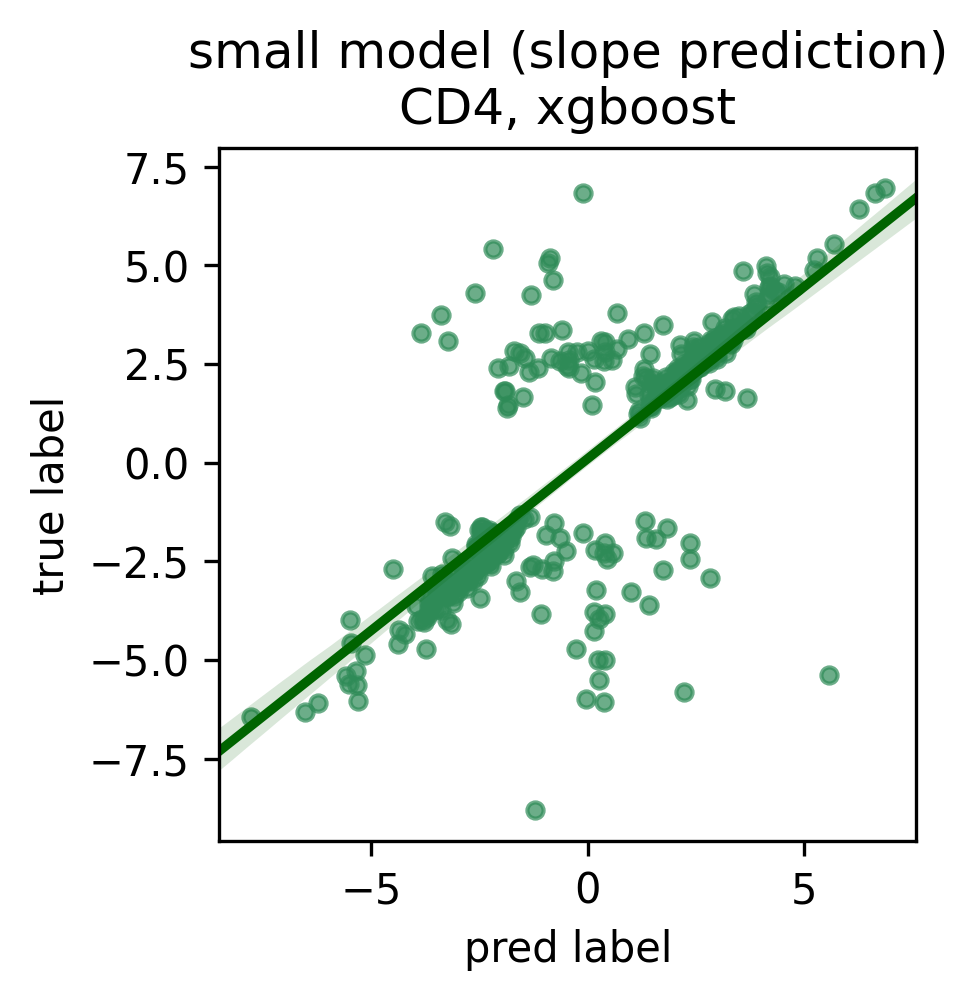 small model (slope prediction)
CD4, xgboost
7.5
5.0
2.5
0.0
−2.5
−5.0
−7.5
true label
−5 0 5
pred label